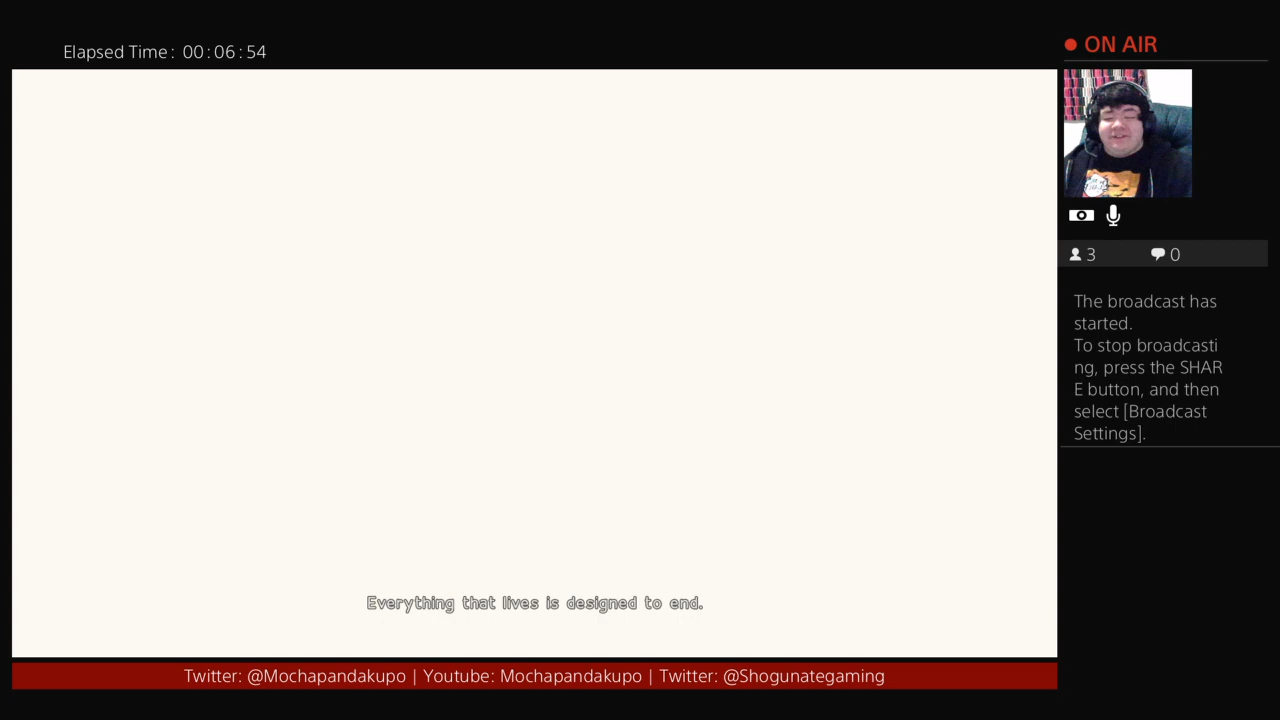 Elapsed Time: 00:06:54
ON AIR
3 0
The broadcast has
started.
To stop broadcasti
ng, press the SHAR
E button, and then
select [Broadcast
Settings].
Everything that lives is designed to end.
Twitter: @Mochapandakupo | Youtube: Mochapandakupo | Twitter: @Shogunategaming